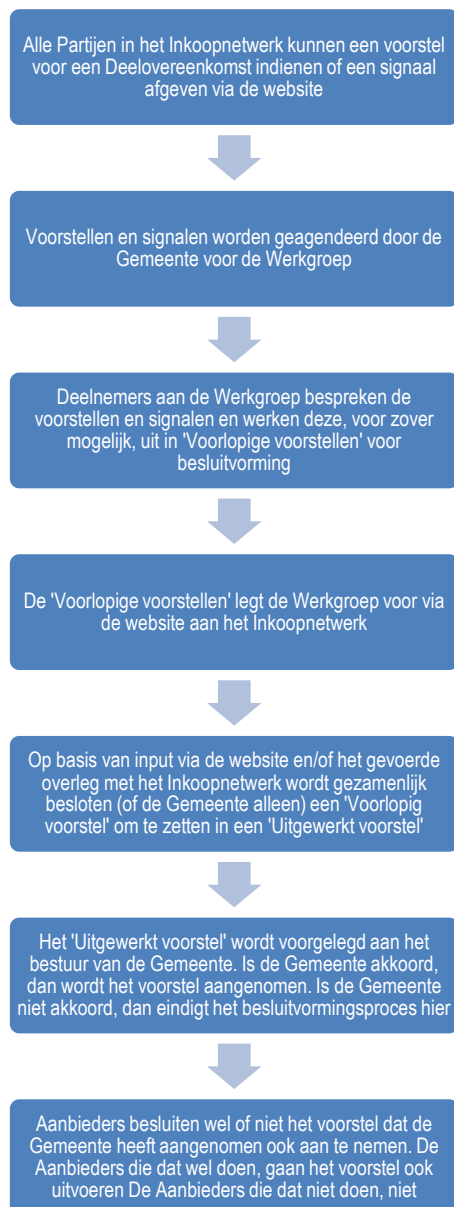 Alle Partijen in het Inkoopnetwerk kunnen een voorstel
voor een Deelovereenkomst indienen of een signaal
afgeven via de website
Voorstellen en signalen worden geagendeerd door de
Gemeente voor de Werkgroep
Deelnemers aan de Werkgroep bespreken de
voorstellen en signalen en werken deze, voor zover
mogelijk, uit in 'Voorlopige voorstellen' voor
besluitvorming
De 'Voorlopige voorstellen' legt de Werkgroep voor via
de website aan het Inkoopnetwerk
Op basis van input via de website en/of het gevoerde
overleg met het Inkoopnetwerk wordt gezamenlijk
besloten (of de Gemeente alleen) een 'Voorlopig
voorstel' om te zetten in een 'Uitgewerkt voorstel'
Het 'Uitgewerkt voorstel' wordt voorgelegd aan het
bestuur van de Gemeente. Is de Gemeente akkoord,
dan wordt het voorstel aangenomen. Is de Gemeente
niet akkoord, dan eindigt het besluitvormingsproces hier
Aanbieders besluiten wel of niet het voorstel dat de
Gemeente heeft aangenomen ook aan te nemen. De
Aanbieders die dat wel doen, gaan het voorstel ook
uitvoeren De Aanbieders die dat niet doen, niet